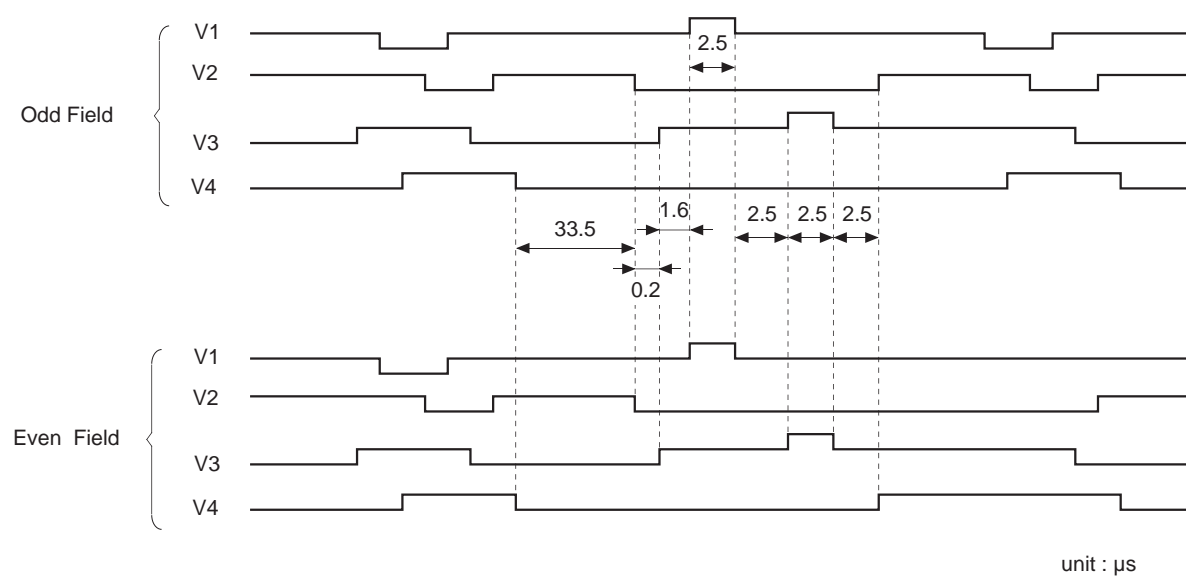 V1
2.5
V2
Odd Field
V3
V4
1.6
2.5 2.5 2.5
33.5
0.2
V1
V2
Even Field
V3
V4
unit : µs